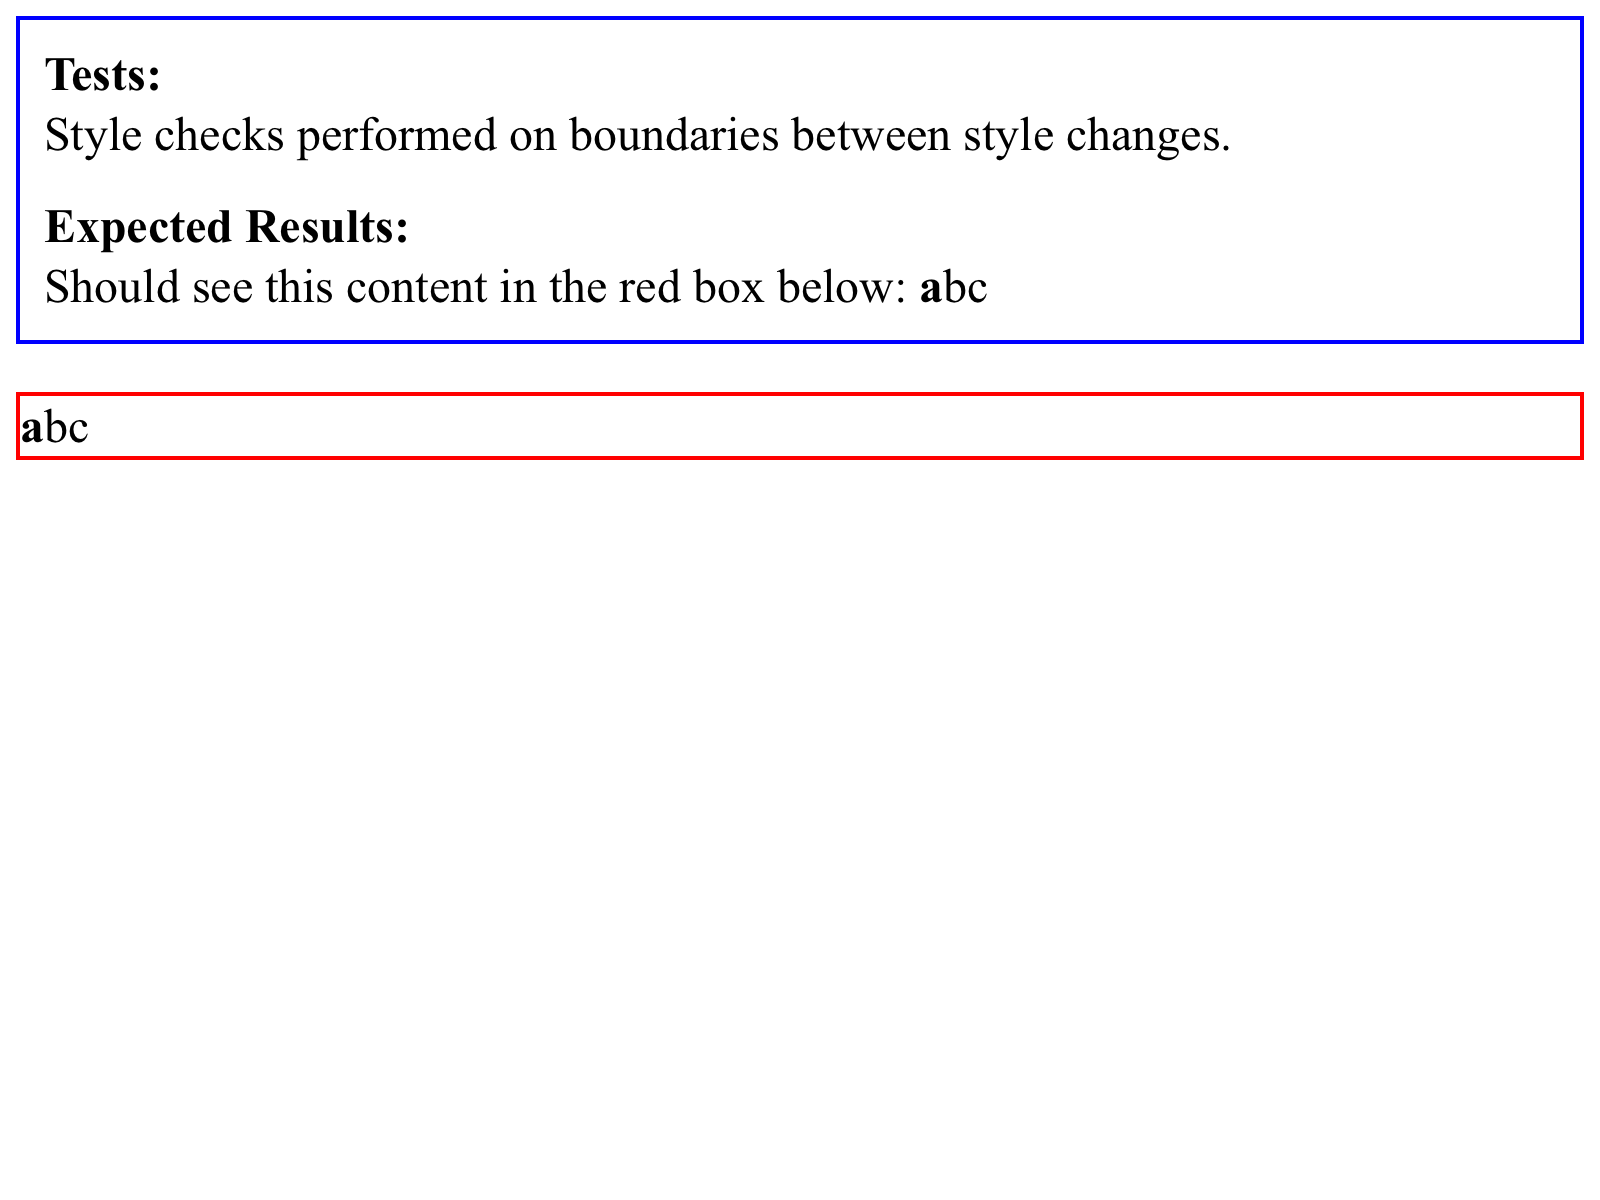 Tests:
Style checks performed on boundaries between style changes.
Expected Results:
Should see this content in the red box below: abc
abc